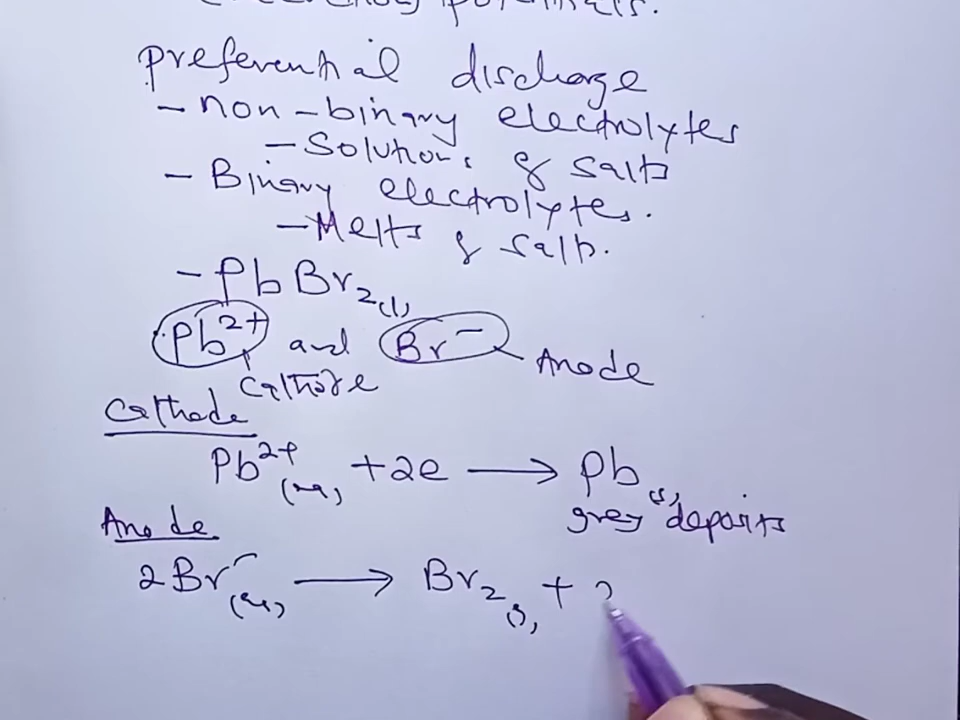 preferential discharge
- non-binary electrolytes
- Solutions of salts
- Binary electrolytes.
- Melts of salts.
- PbBr₂(l)
Pb²⁺ and Br⁻ Anode
Cathode
Cathode
Pb²⁺(aq) + 2e ⟶ Pb(s)
grey deposits
Anode
2Br⁻(aq) ⟶ Br₂ + 2